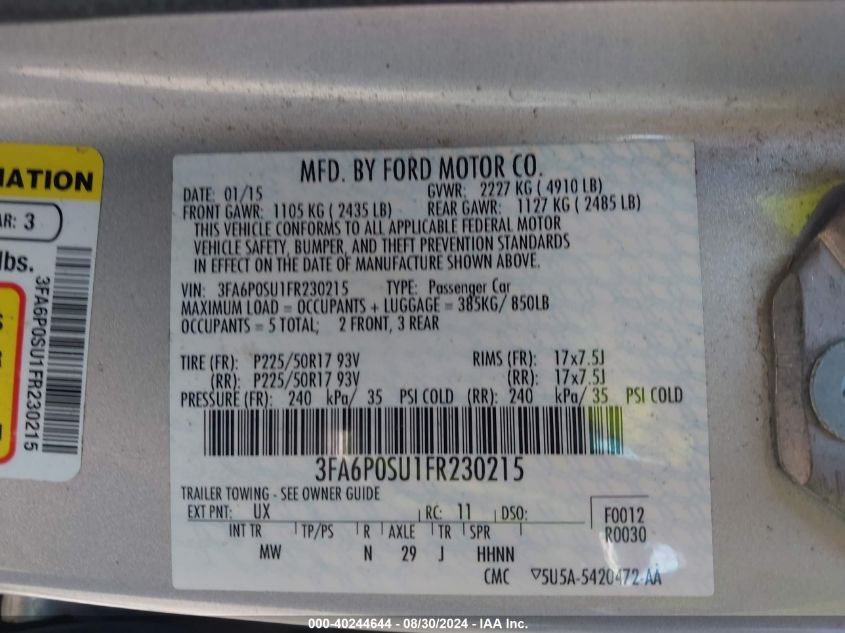 MFD. BY FORD MOTOR CO.
DATE: 01/15 GVWR: 2227 KG ( 4910 LB)
FRONT GAWR: 1105 KG ( 2435 LB) REAR GAWR: 1127 KG ( 2485 LB)
THIS VEHICLE CONFORMS TO ALL APPLICABLE FEDERAL MOTOR
VEHICLE SAFETY, BUMPER, AND THEFT PREVENTION STANDARDS
IN EFFECT ON THE DATE OF MANUFACTURE SHOWN ABOVE.
VIN: 3FA6P0SU1FR230215 TYPE: Passenger Car
MAXIMUM LOAD = OCCUPANTS + LUGGAGE = 385KG/ 850LB
OCCUPANTS = 5 TOTAL; 2 FRONT, 3 REAR
TIRE (FR): P225/50R17 93V RIMS (FR): 17x7.5J
(RR): P225/50R17 93V (RR): 17x7.5J
PRESSURE (FR): 240 kPa/ 35 PSI COLD (RR): 240 kPa/ 35 PSI COLD
3FA6P0SU1FR230215
TRAILER TOWING - SEE OWNER GUIDE
EXT PNT: UX RC: 11 DSO: F0012
INT TR TP/PS R AXLE TR SPR R0030
MW N 29 J HHNN
CMC ▽5U5A-5420472-AA
MATION
AR: 3
lbs.
3FA6P0SU1FR230215
000-40244644 / 08/30/2024 - IAA Inc.